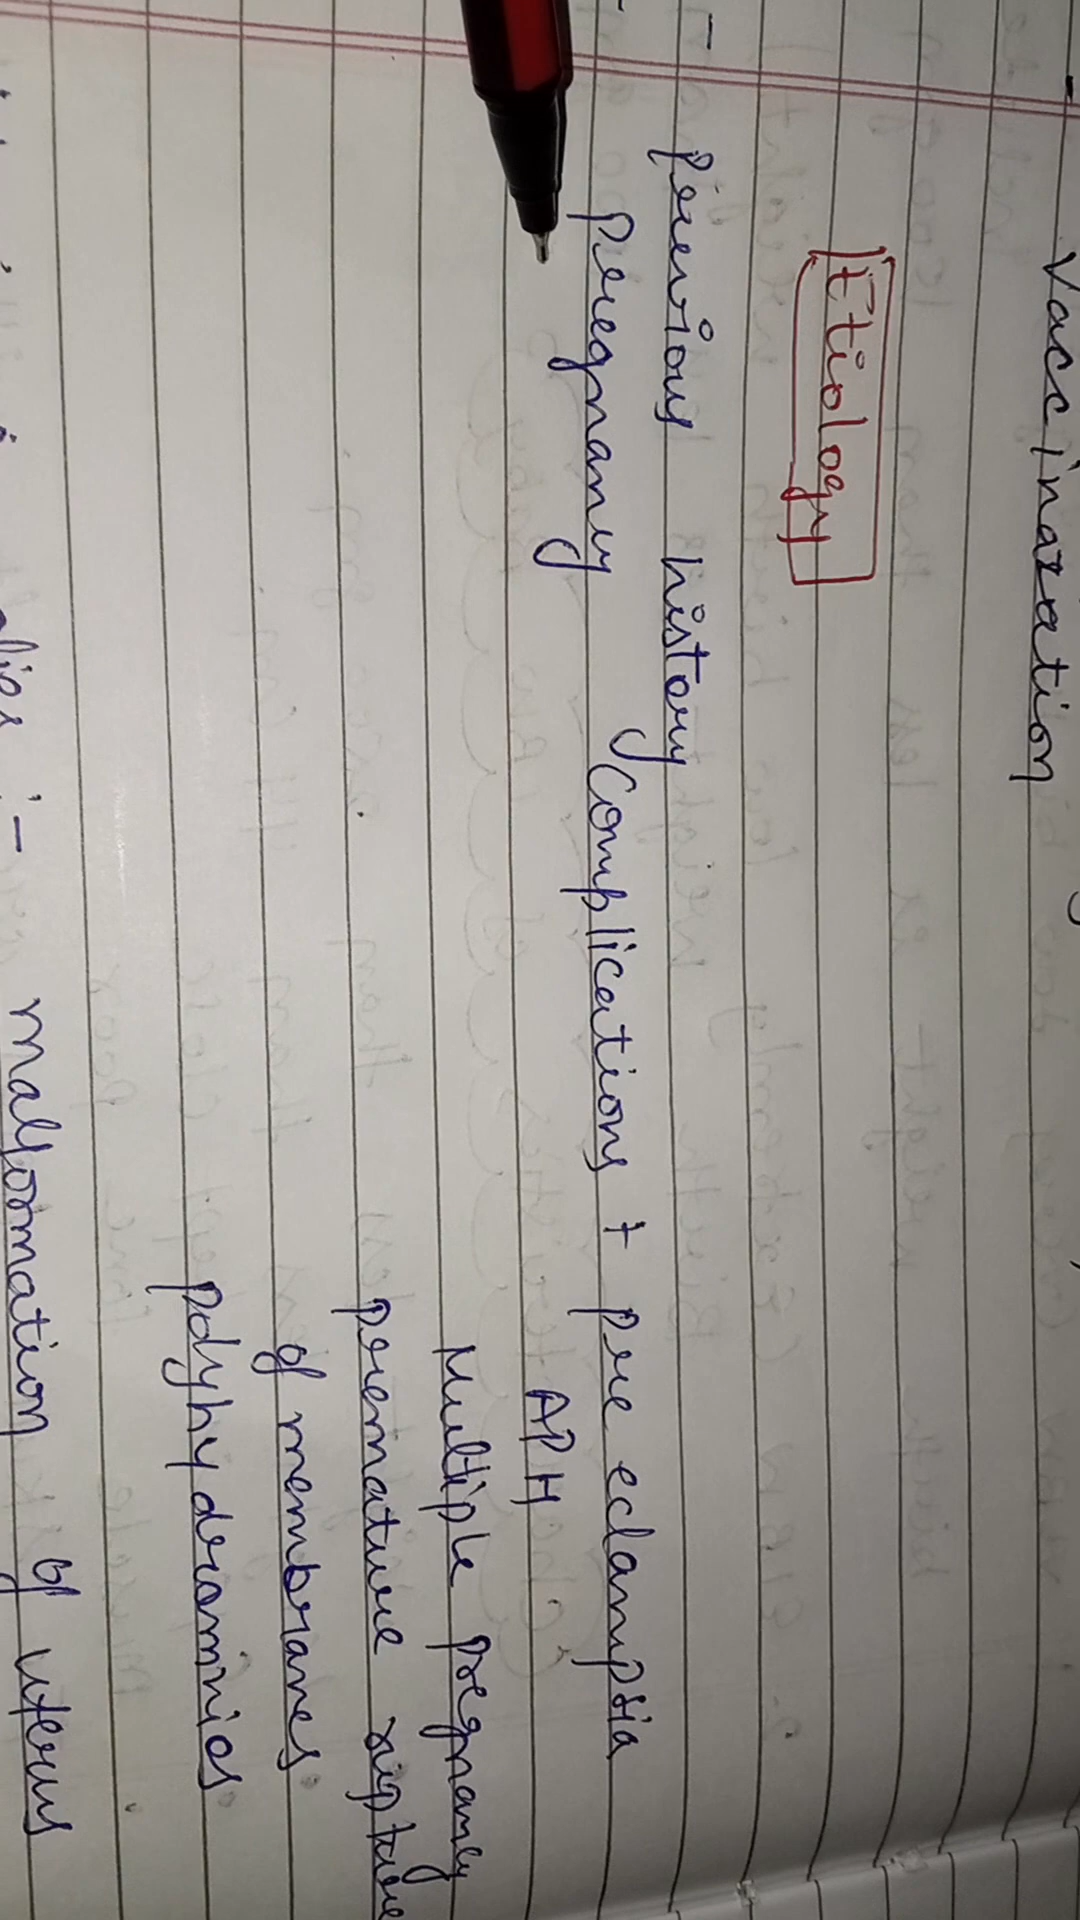 Vaccination
Etiology
- previous history
- Pregnancy Complications + pre eclampsia
APH
Multiple Pregnancy
premature rupture
of membranes
polyhydramnios
:- malformation of uterus